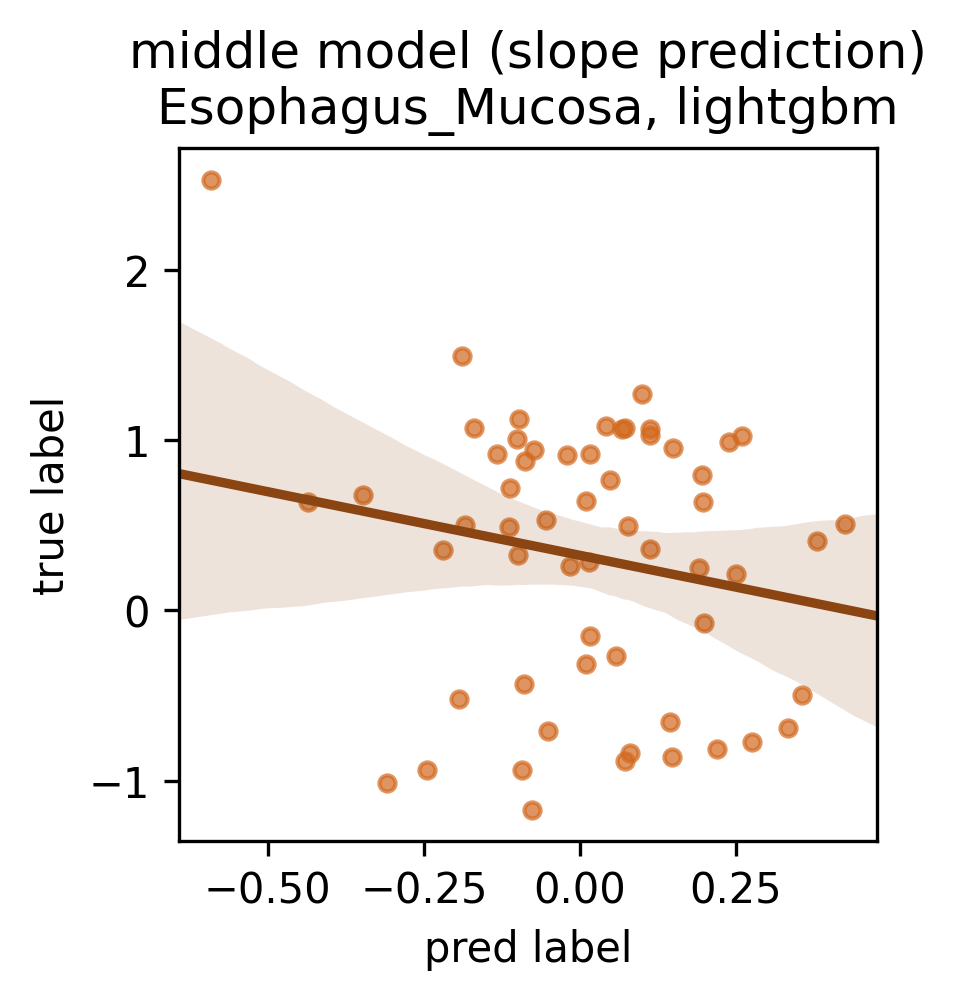 middle model (slope prediction)
Esophagus_Mucosa, lightgbm
2
1
0
−1
true label
−0.50
−0.25
0.00
0.25
pred label